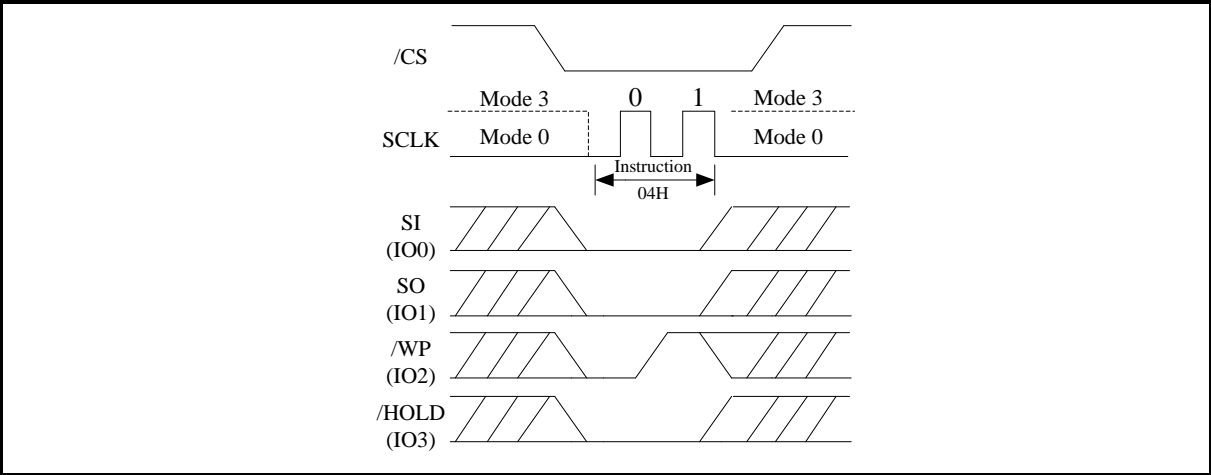 /CS
Mode 3 0 1 Mode 3
SCLK Mode 0 Mode 0
Instruction
04H
SI
(IO0)
SO
(IO1)
/WP
(IO2)
/HOLD
(IO3)